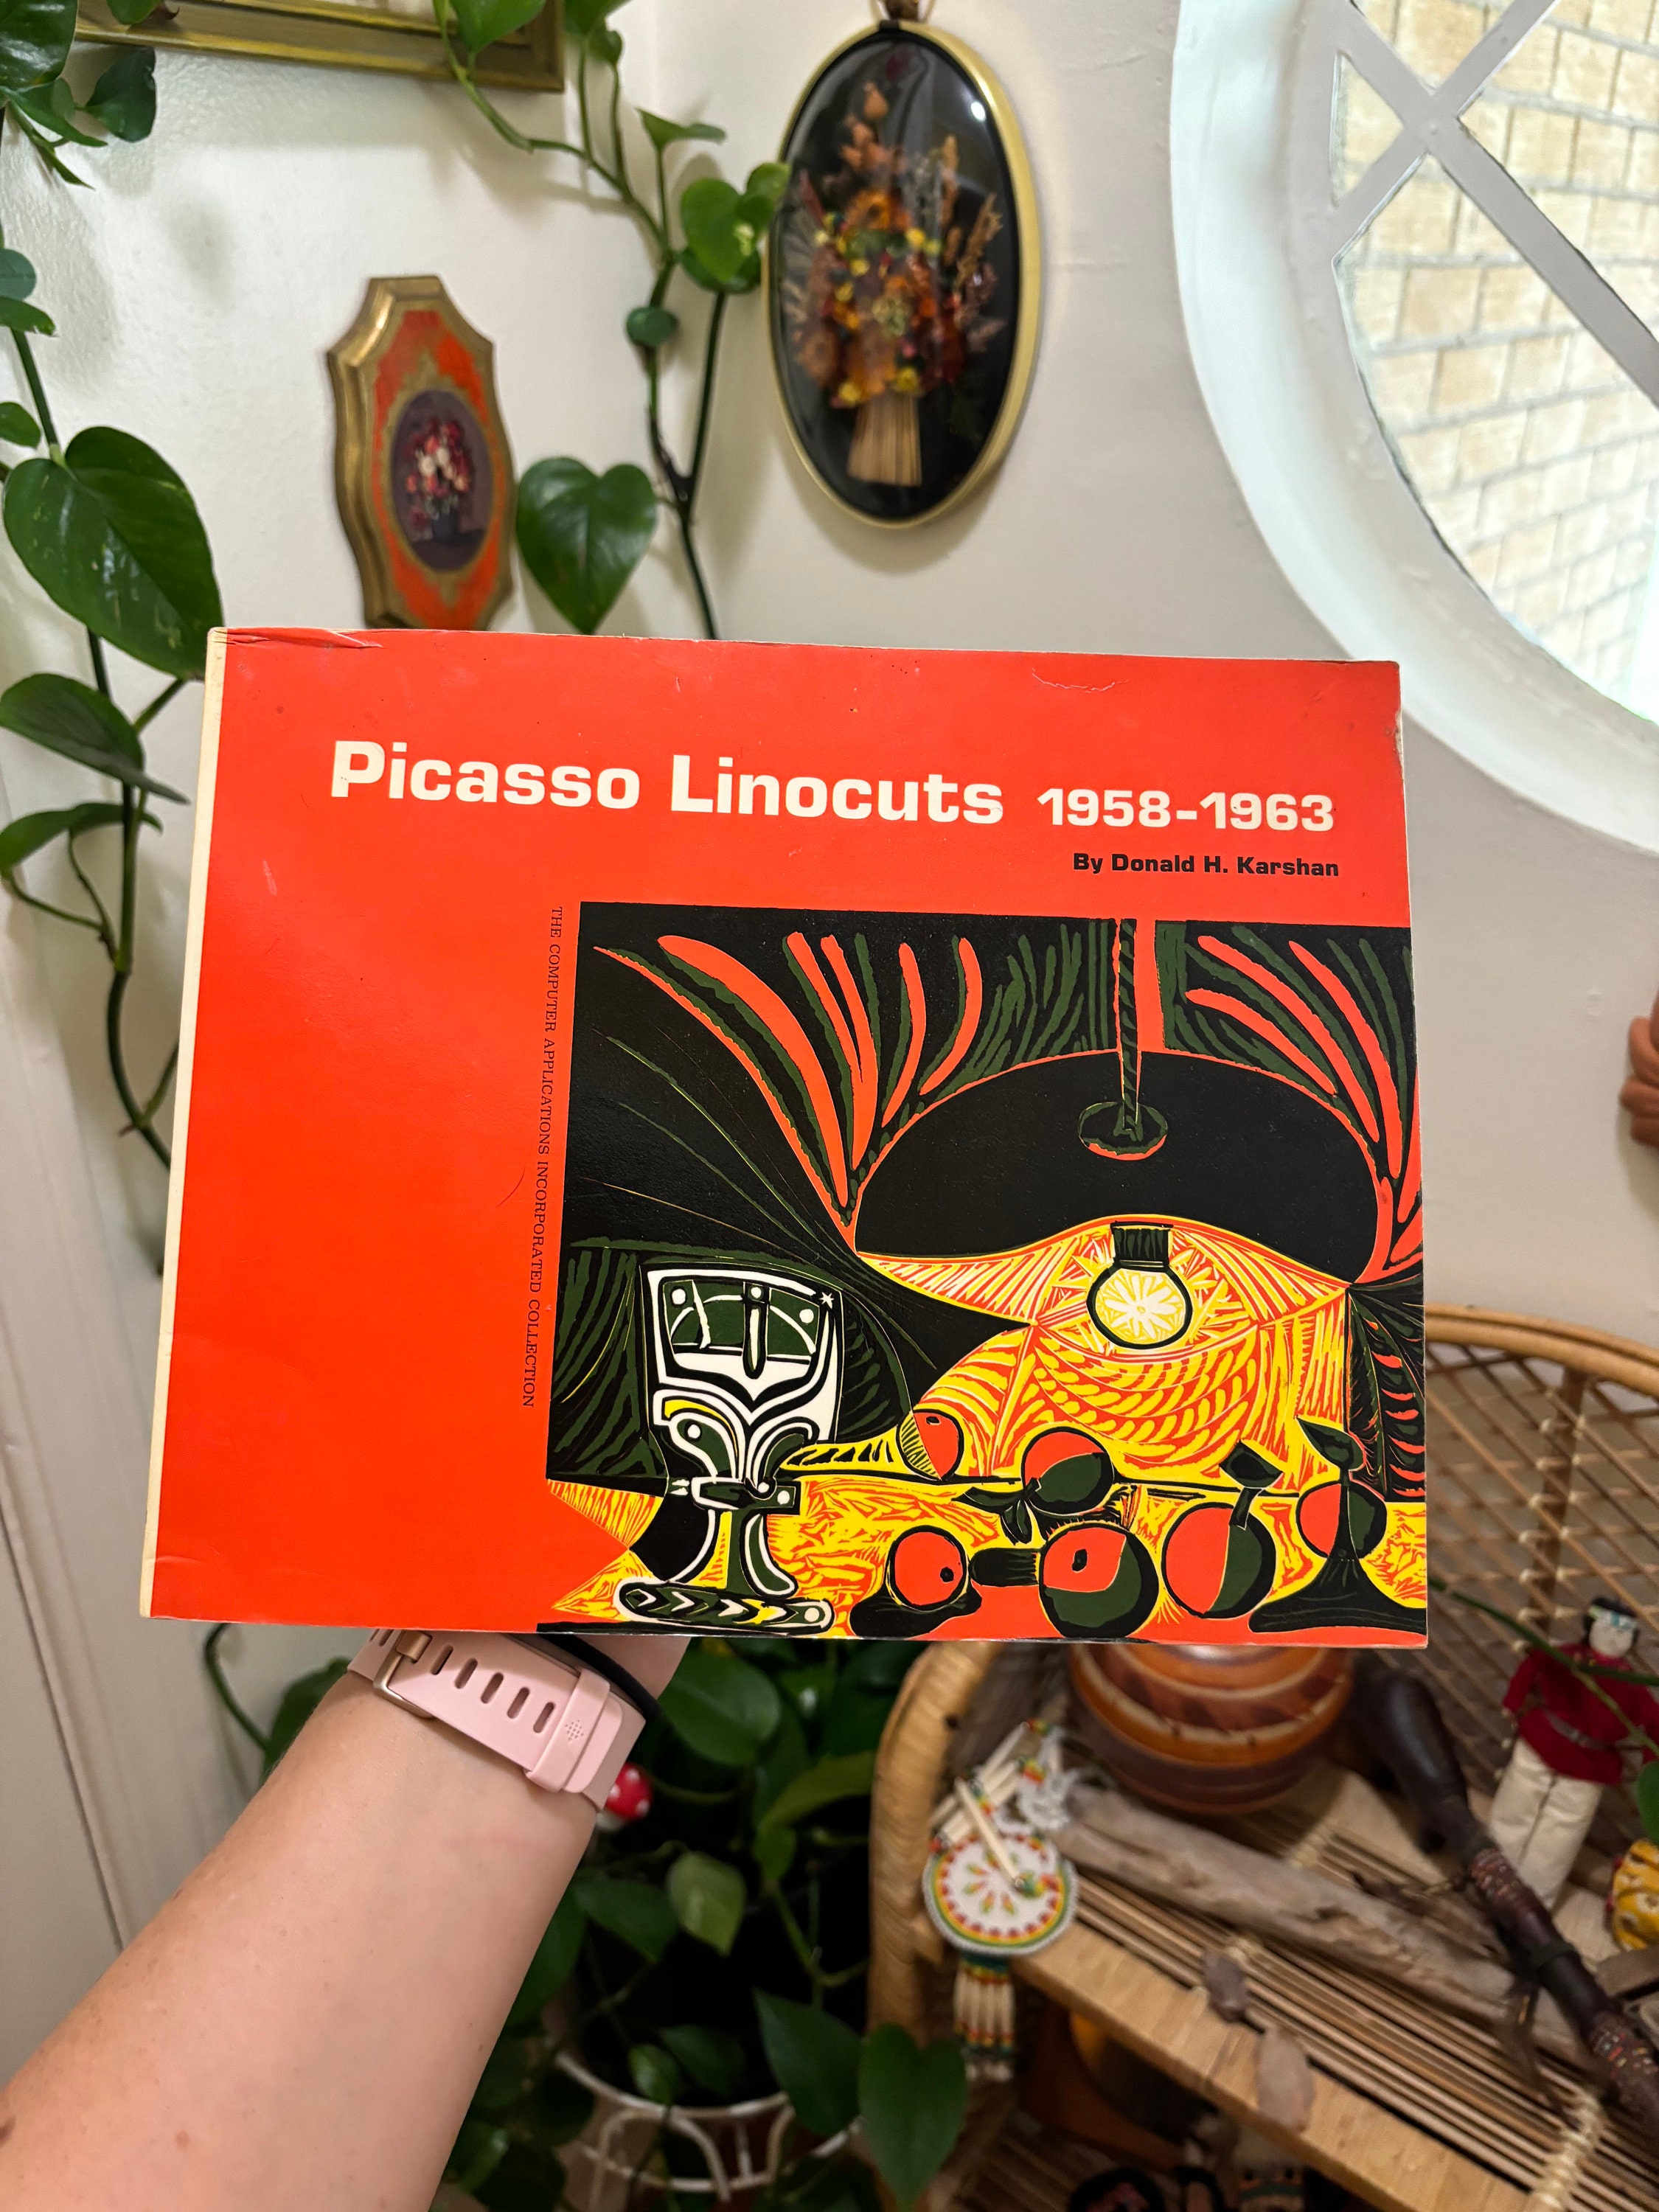 Picasso Linocuts 1958-1963
By Donald H. Karshan
THE COMPUTER APPLICATIONS INCORPORATED COLLECTION